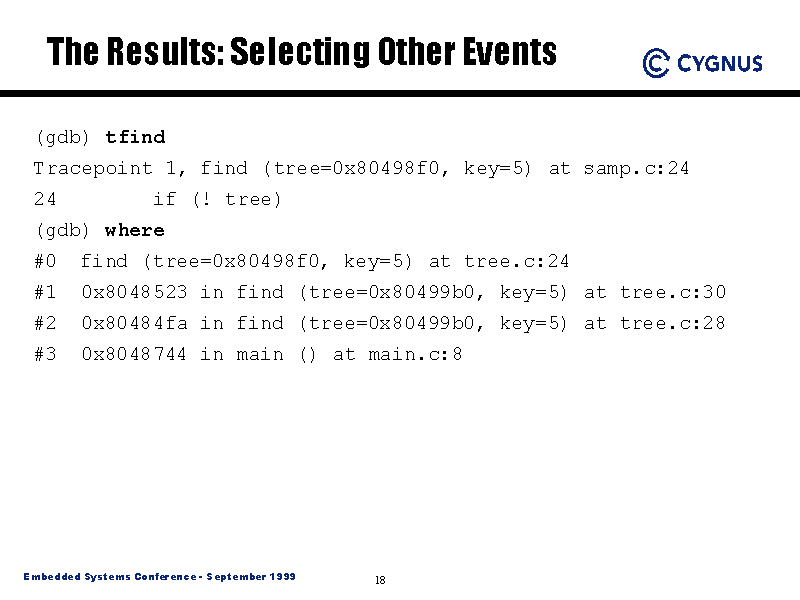 The Results: Selecting Other Events
CYGNUS
(gdb) tfind
Tracepoint 1, find (tree=0x80498f0, key=5) at samp.c:24
24        if (! tree)
(gdb) where
#0  find (tree=0x80498f0, key=5) at tree.c:24
#1  0x8048523 in find (tree=0x80499b0, key=5) at tree.c:30
#2  0x80484fa in find (tree=0x80499b0, key=5) at tree.c:28
#3  0x8048744 in main () at main.c:8
Embedded Systems Conference - September 1999
18